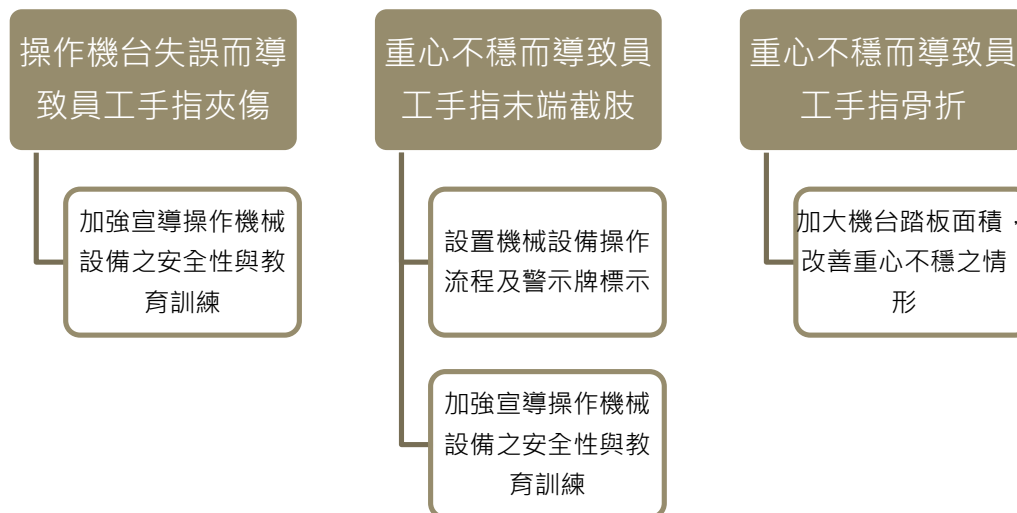 操作機台失誤而導
致員工手指夾傷
加強宣導操作機械
設備之安全性與教
育訓練
重心不穩而導致員
工手指末端截肢
設置機械設備操作
流程及警示牌標示
加強宣導操作機械
設備之安全性與教
育訓練
重心不穩而導致員
工手指骨折
加大機台踏板面積，
改善重心不穩之情
形